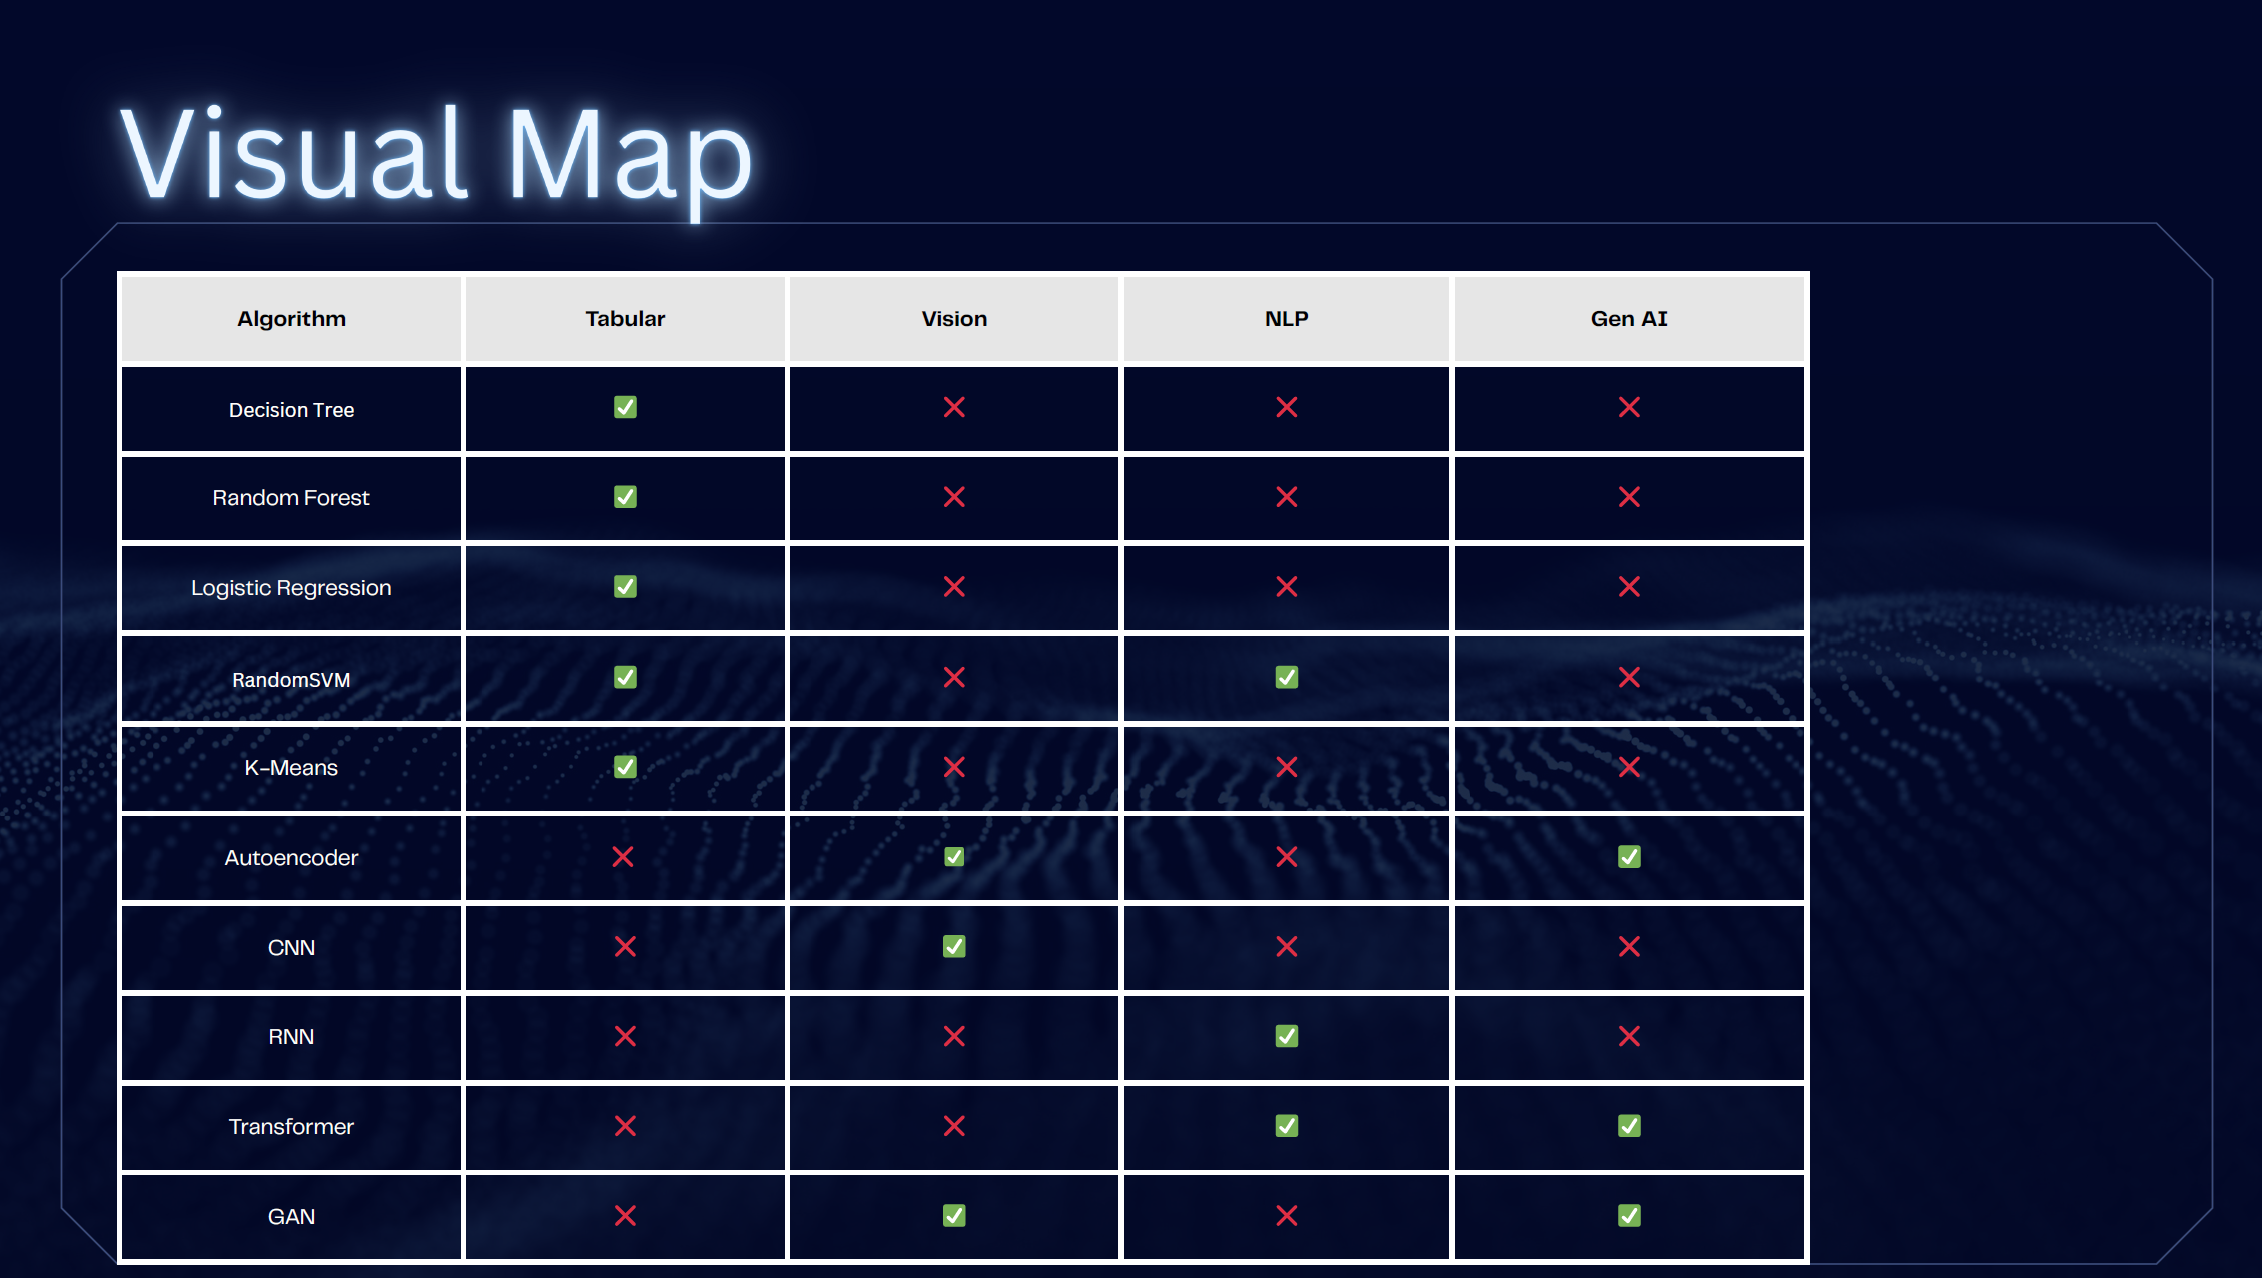 Visual Map
Algorithm Tabular Vision NLP Gen AI
Decision Tree ✅ ❌ ❌ ❌
Random Forest ✅ ❌ ❌ ❌
Logistic Regression ✅ ❌ ❌ ❌
RandomSVM ✅ ❌ ✅ ❌
K-Means ✅ ❌ ❌ ❌
Autoencoder ❌ ✅ ❌ ✅
CNN ❌ ✅ ❌ ❌
RNN ❌ ❌ ✅ ❌
Transformer ❌ ❌ ✅ ✅
GAN ❌ ✅ ❌ ✅